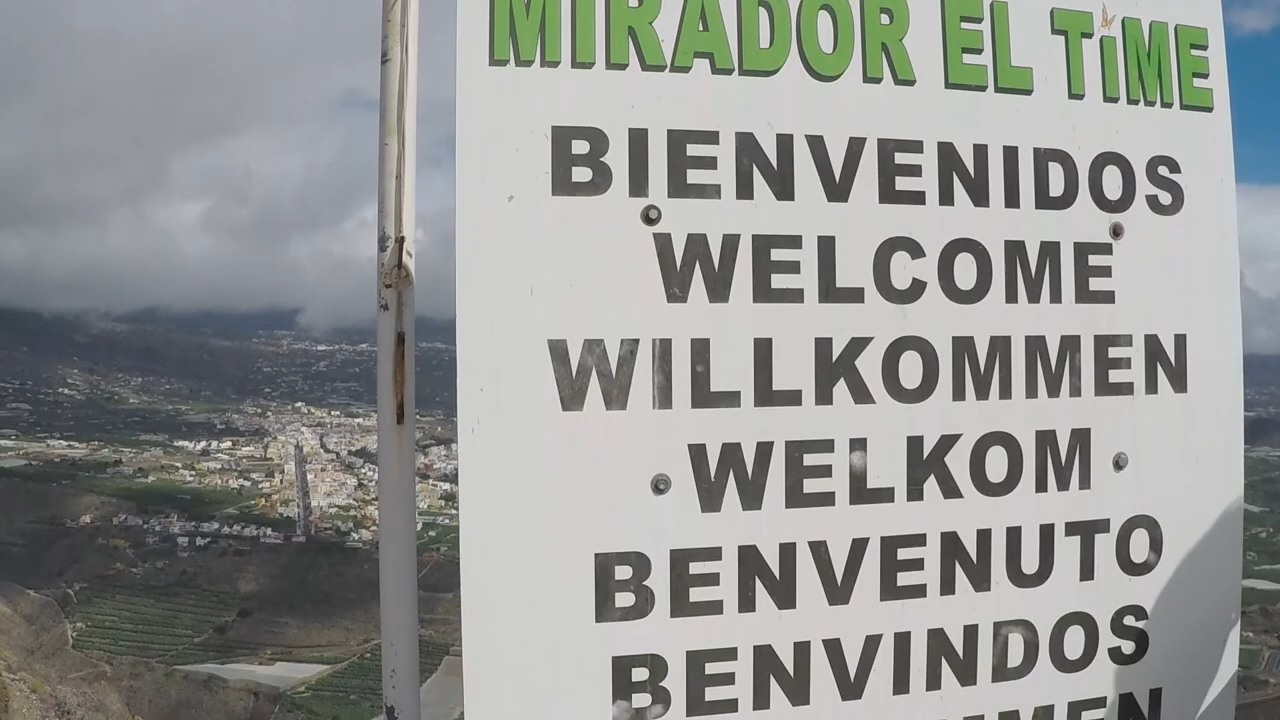 MIRADOR EL TiME
BIENVENIDOS
WELCOME
WILLKOMMEN
WELKOM
BENVENUTO
BENVINDOS